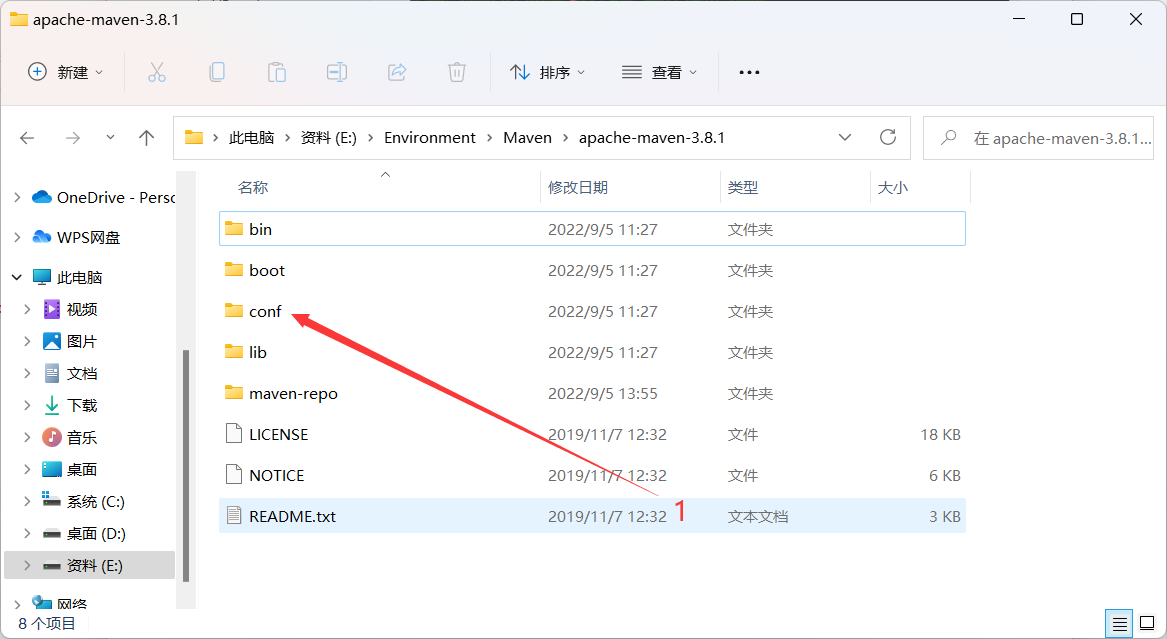 apache-maven-3.8.1
新建 排序 查看
此电脑 资料 (E:) Environment Maven apache-maven-3.8.1 在 apache-maven-3.8.1...
名称 修改日期 类型 大小
OneDrive - Perso
WPS网盘
此电脑
视频
图片
文档
下载
音乐
桌面
系统 (C:)
桌面 (D:)
资料 (E:)
网络
bin 2022/9/5 11:27 文件夹
boot 2022/9/5 11:27 文件夹
conf 2022/9/5 11:27 文件夹
lib 2022/9/5 11:27 文件夹
maven-repo 2022/9/5 13:55 文件夹
LICENSE 2019/11/7 12:32 文件 18 KB
NOTICE 2019/11/7 12:32 文件 6 KB
README.txt 2019/11/7 12:32 文本文档 3 KB
1
8 个项目